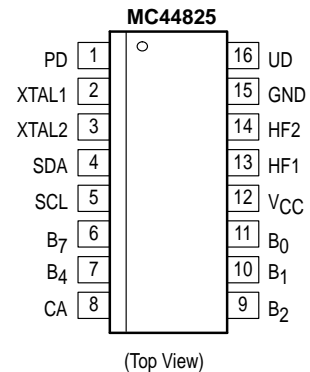 MC44825
PD 1 16 UD
XTAL1 2 15 GND
XTAL2 3 14 HF2
SDA 4 13 HF1
SCL 5 12 VCC
B7 6 11 B0
B4 7 10 B1
CA 8 9 B2
(Top View)